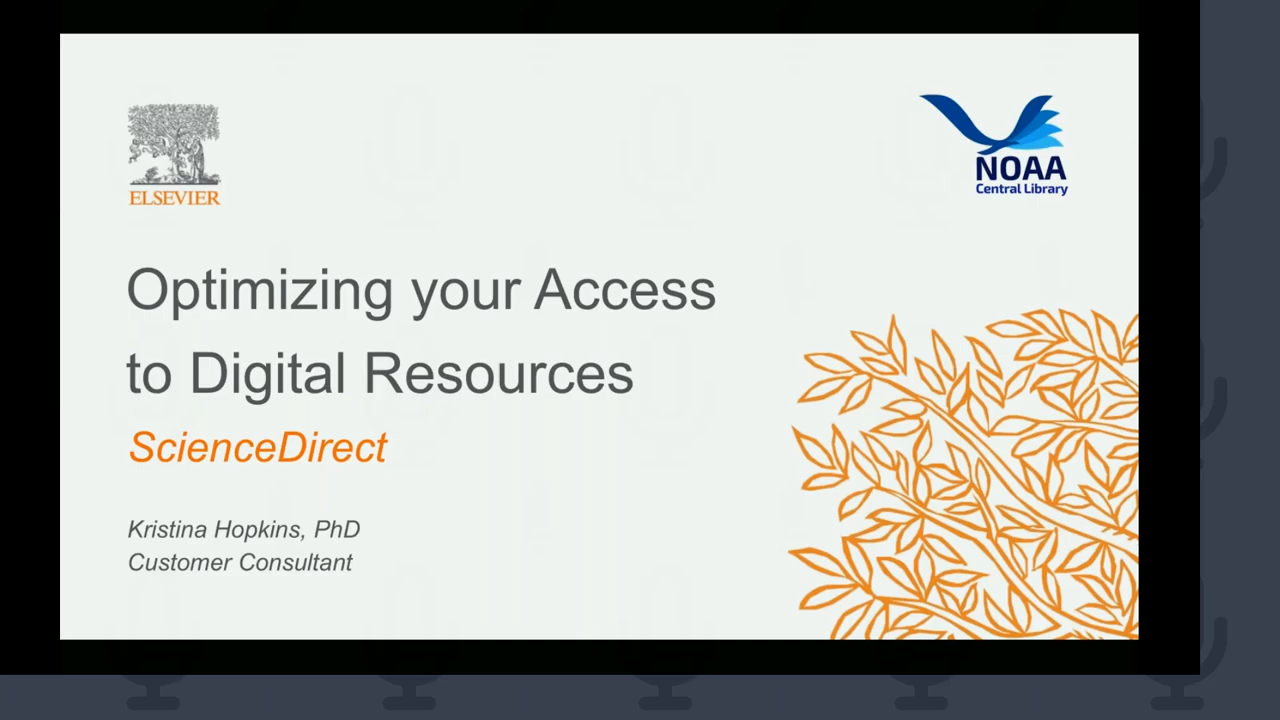 ELSEVIER
NOAA
Central Library
Optimizing your Access
to Digital Resources
ScienceDirect
Kristina Hopkins, PhD
Customer Consultant